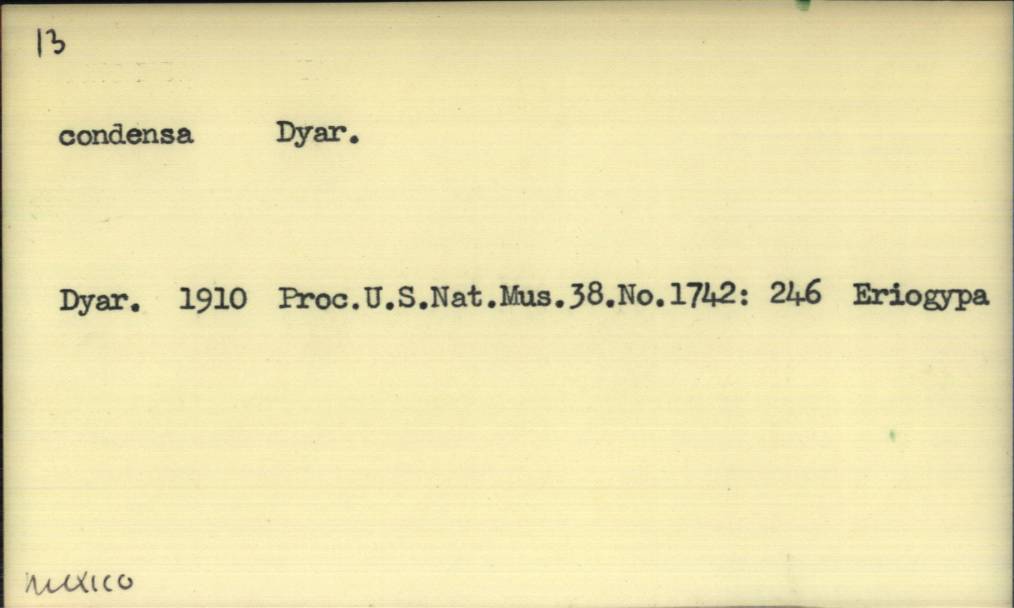 13
condensa Dyar.
Dyar. 1910 Proc.U.S.Nat.Mus.38.No.1742: 246 Eriogypa
MEXICO